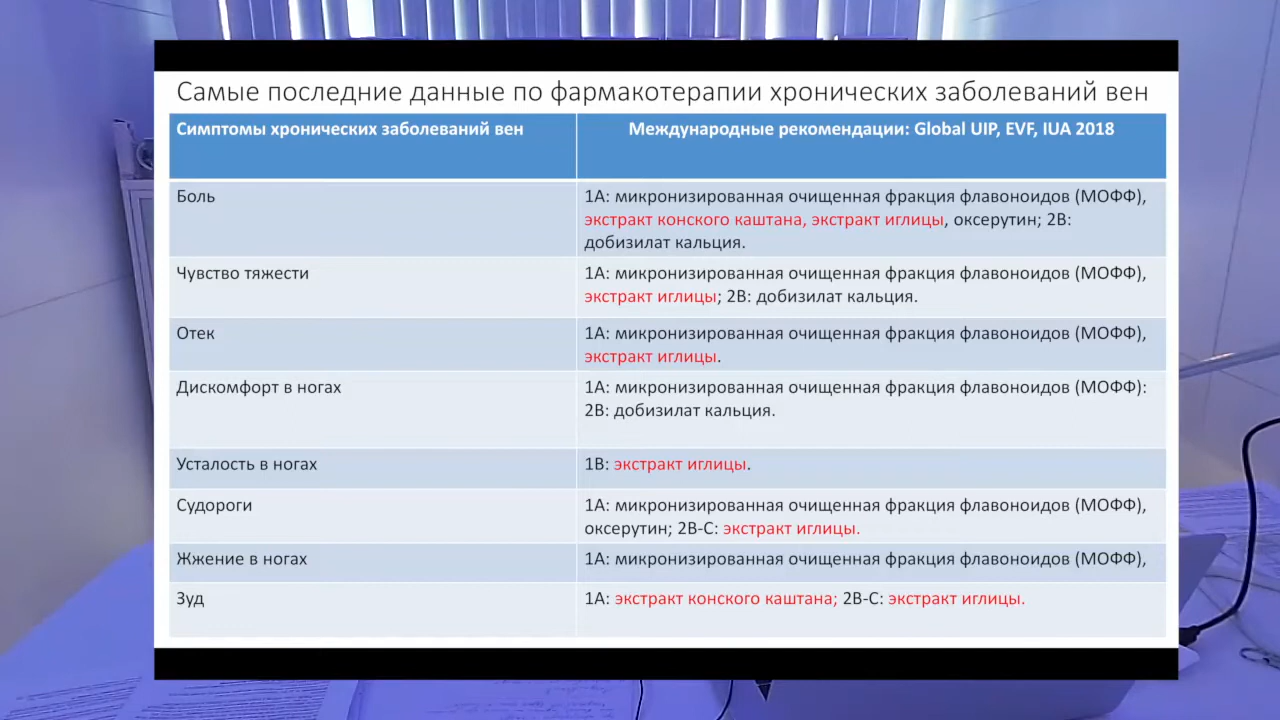 Самые последние данные по фармакотерапии хронических заболеваний вен
Симптомы хронических заболеваний вен
Международные рекомендации: Global UIP, EVF, IUA 2018
Боль
1А: микронизированная очищенная фракция флавоноидов (МОФФ),
экстракт конского каштана, экстракт иглицы, оксерутин; 2В:
добизилат кальция.
Чувство тяжести
1А: микронизированная очищенная фракция флавоноидов (МОФФ),
экстракт иглицы; 2В: добизилат кальция.
Отек
1А: микронизированная очищенная фракция флавоноидов (МОФФ),
экстракт иглицы.
Дискомфорт в ногах
1А: микронизированная очищенная фракция флавоноидов (МОФФ):
2В: добизилат кальция.
Усталость в ногах
1В: экстракт иглицы.
Судороги
1А: микронизированная очищенная фракция флавоноидов (МОФФ),
оксерутин; 2В-С: экстракт иглицы.
Жжение в ногах
1А: микронизированная очищенная фракция флавоноидов (МОФФ),
Зуд
1А: экстракт конского каштана; 2В-С: экстракт иглицы.